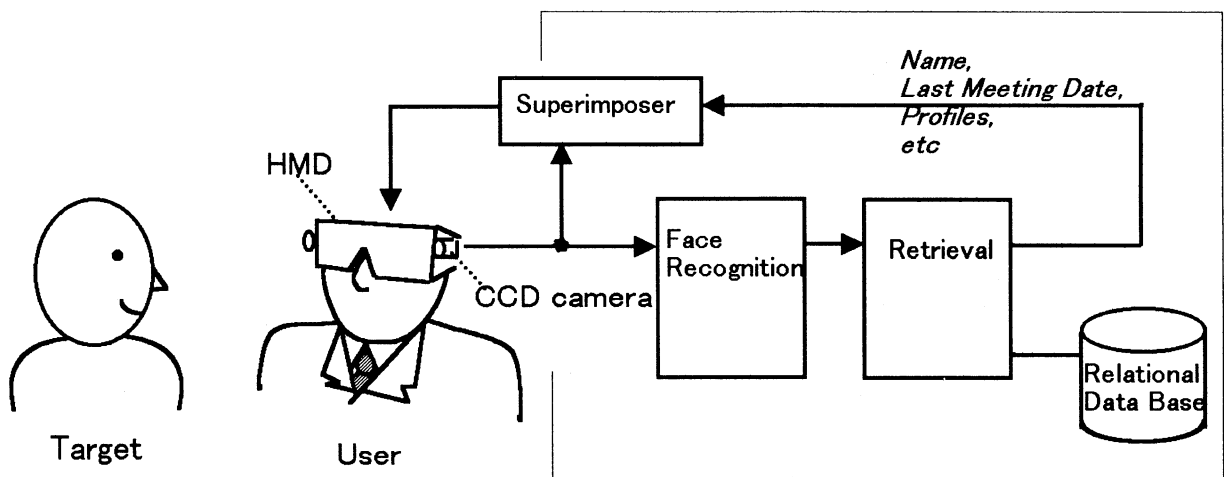 Name,
Last Meeting Date,
Profiles,
etc
Superimposer
HMD
Face
Recognition
Retrieval
CCD camera
Relational
Data Base
Target
User